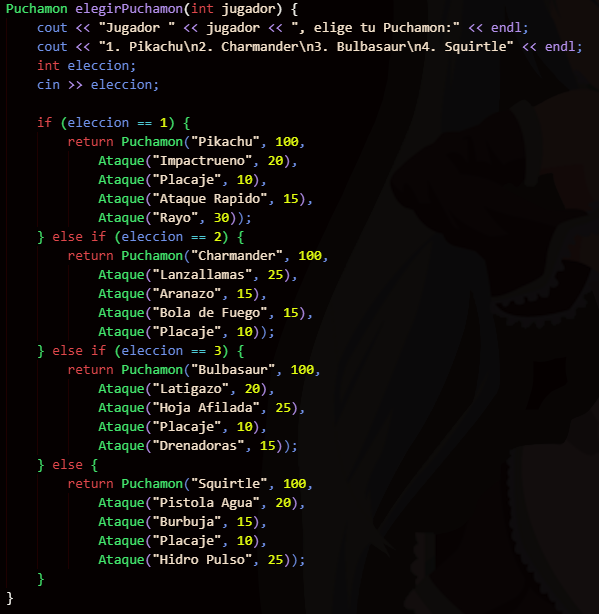 Puchamon elegirPuchamon(int jugador) {
    cout << "Jugador " << jugador << ", elige tu Puchamon:" << endl;
    cout << "1. Pikachu\n2. Charmander\n3. Bulbasaur\n4. Squirtle" << endl;
    int eleccion;
    cin >> eleccion;

    if (eleccion == 1) {
        return Puchamon("Pikachu", 100,
            Ataque("Impactrueno", 20),
            Ataque("Placaje", 10),
            Ataque("Ataque Rapido", 15),
            Ataque("Rayo", 30));
    } else if (eleccion == 2) {
        return Puchamon("Charmander", 100,
            Ataque("Lanzallamas", 25),
            Ataque("Aranazo", 15),
            Ataque("Bola de Fuego", 15),
            Ataque("Placaje", 10));
    } else if (eleccion == 3) {
        return Puchamon("Bulbasaur", 100,
            Ataque("Latigazo", 20),
            Ataque("Hoja Afilada", 25),
            Ataque("Placaje", 10),
            Ataque("Drenadoras", 15));
    } else {
        return Puchamon("Squirtle", 100,
            Ataque("Pistola Agua", 20),
            Ataque("Burbuja", 15),
            Ataque("Placaje", 10),
            Ataque("Hidro Pulso", 25));
    }
}